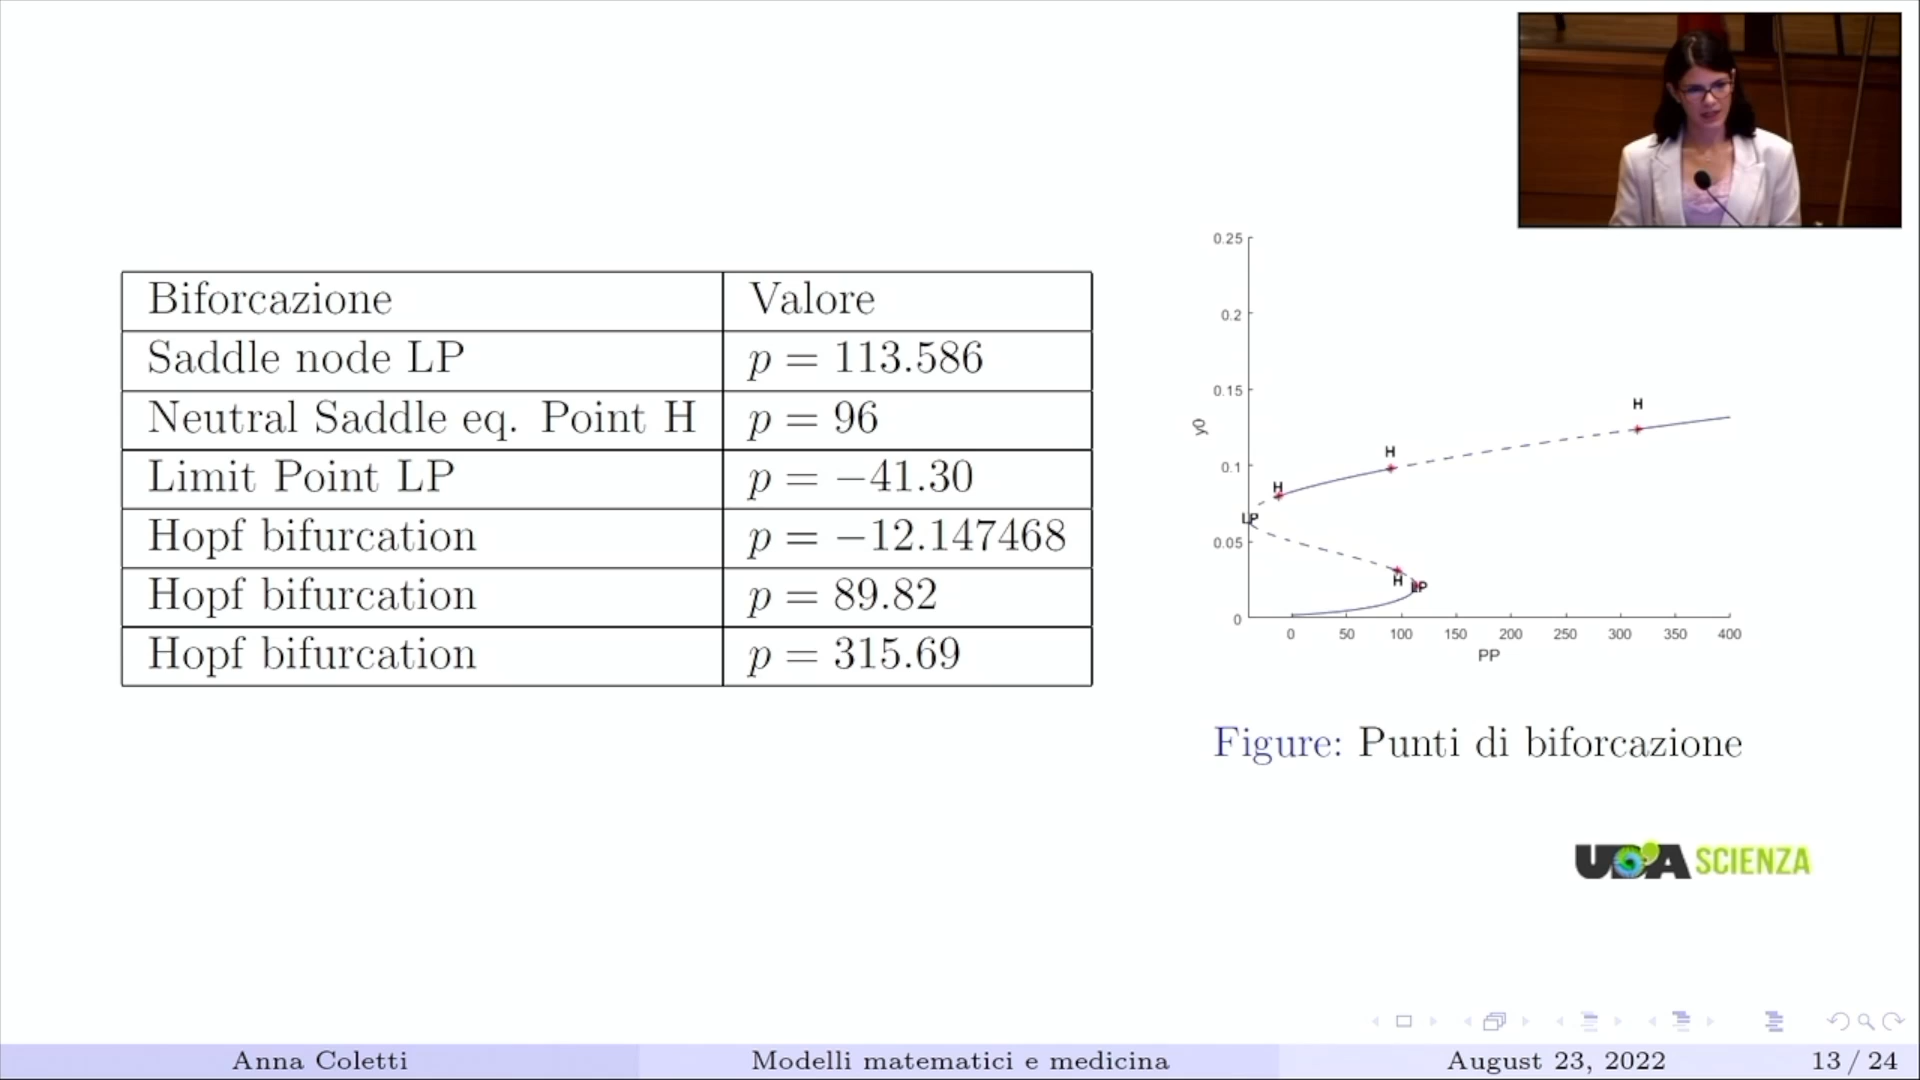 Biforcazione Valore
Saddle node LP p = 113.586
Neutral Saddle eq. Point H p = 96
Limit Point LP p = −41.30
Hopf bifurcation p = −12.147468
Hopf bifurcation p = 89.82
Hopf bifurcation p = 315.69
0.25
0.2
0.15
0.1
0.05
0
y0
H
H
H
LP
H
LP
0 50 100 150 200 250 300 350 400
PP
Figure: Punti di biforcazione
UDA SCIENZA
Anna Coletti Modelli matematici e medicina August 23, 2022 13 / 24